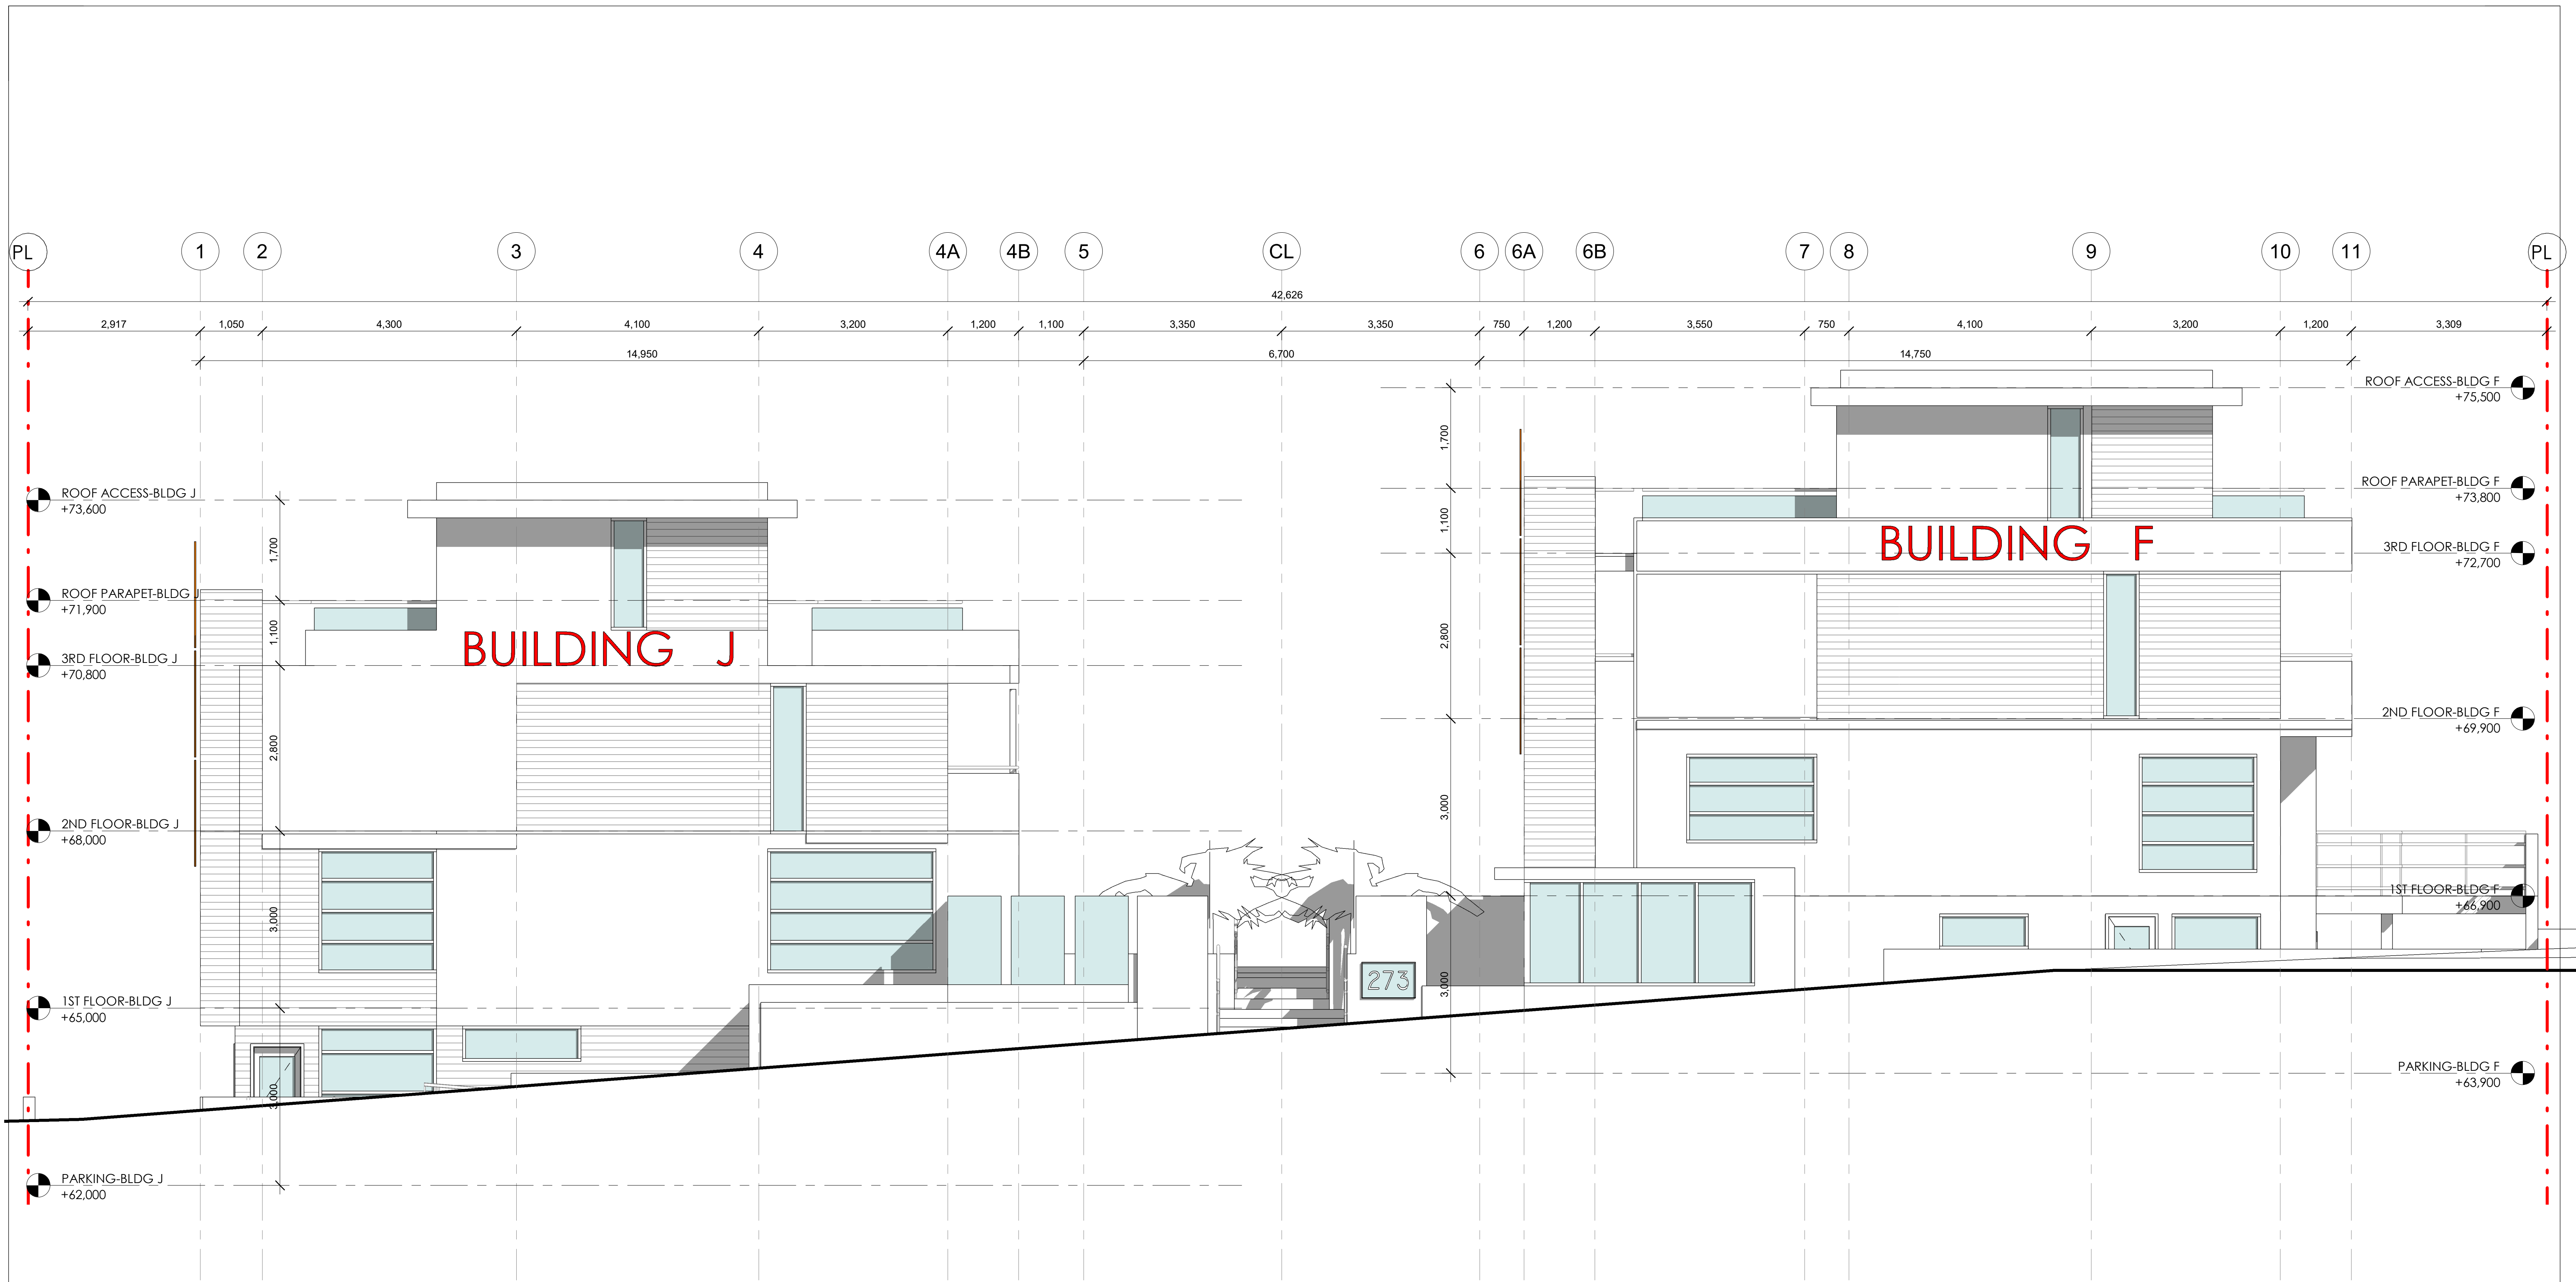 PL 1 2 3 4 4A 4B 5 CL 6 6A 6B 7 8 9 10 11 PL
42,626
2,917 1,050 4,300 4,100 3,200 1,200 1,100 3,350 3,350 750 1,200 3,550 750 4,100 3,200 1,200 3,309
14,950 6,700 14,750
ROOF ACCESS-BLDG J
+73,600
ROOF PARAPET-BLDG J
+71,900
3RD FLOOR-BLDG J
+70,800
2ND FLOOR-BLDG J
+68,000
1ST FLOOR-BLDG J
+65,000
PARKING-BLDG J
+62,000
1,700
1,100
2,800
3,000
3,000
BUILDING J
273
1,700
1,100
2,800
3,000
3,000
BUILDING F
ROOF ACCESS-BLDG F
+75,500
ROOF PARAPET-BLDG F
+73,800
3RD FLOOR-BLDG F
+72,700
2ND FLOOR-BLDG F
+69,900
1ST FLOOR-BLDG F
+66,900
PARKING-BLDG F
+63,900